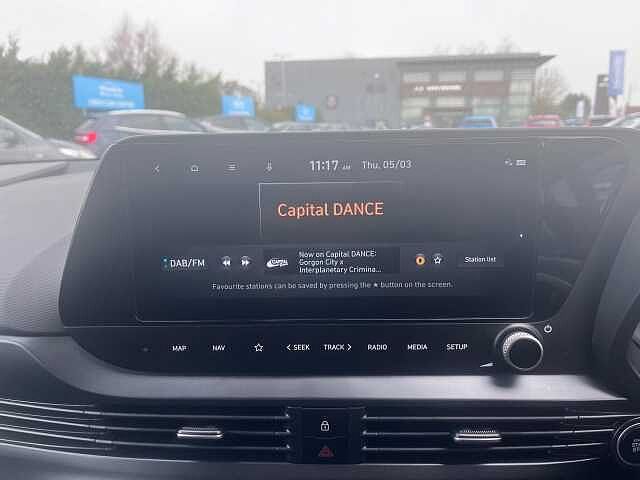 11:17 AM Thu. 05/03
Capital DANCE
DAB/FM
CAPITAL
Now on Capital DANCE:
Gorgon City x
Interplanetary Crimina...
Station list
Favourite stations can be saved by pressing the ★ button on the screen.
MAP NAV ☆ < SEEK TRACK > RADIO MEDIA SETUP